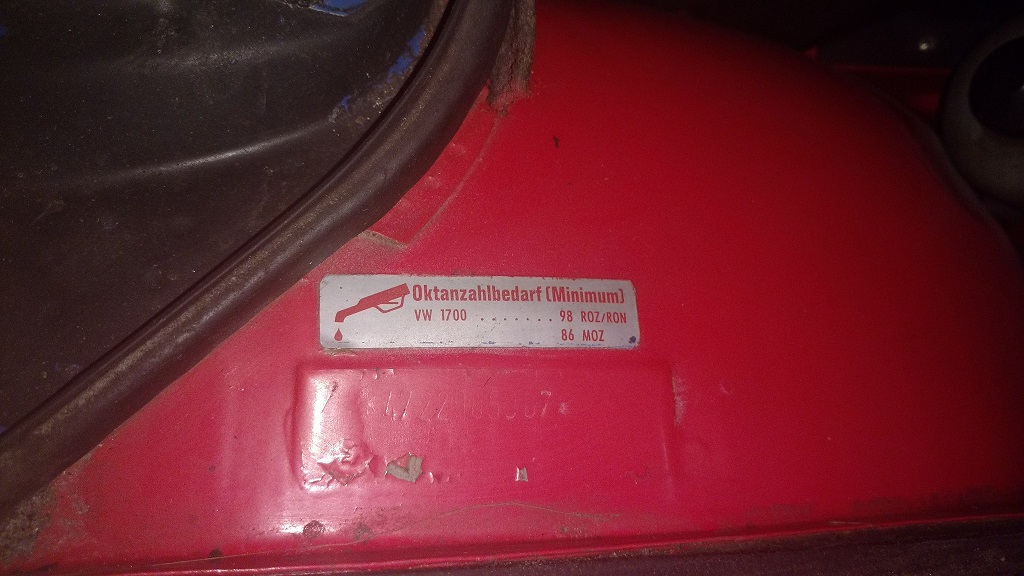 Oktanzahlbedarf (Minimum)
VW 1700 ........ 98 ROZ/RON
86 MOZ